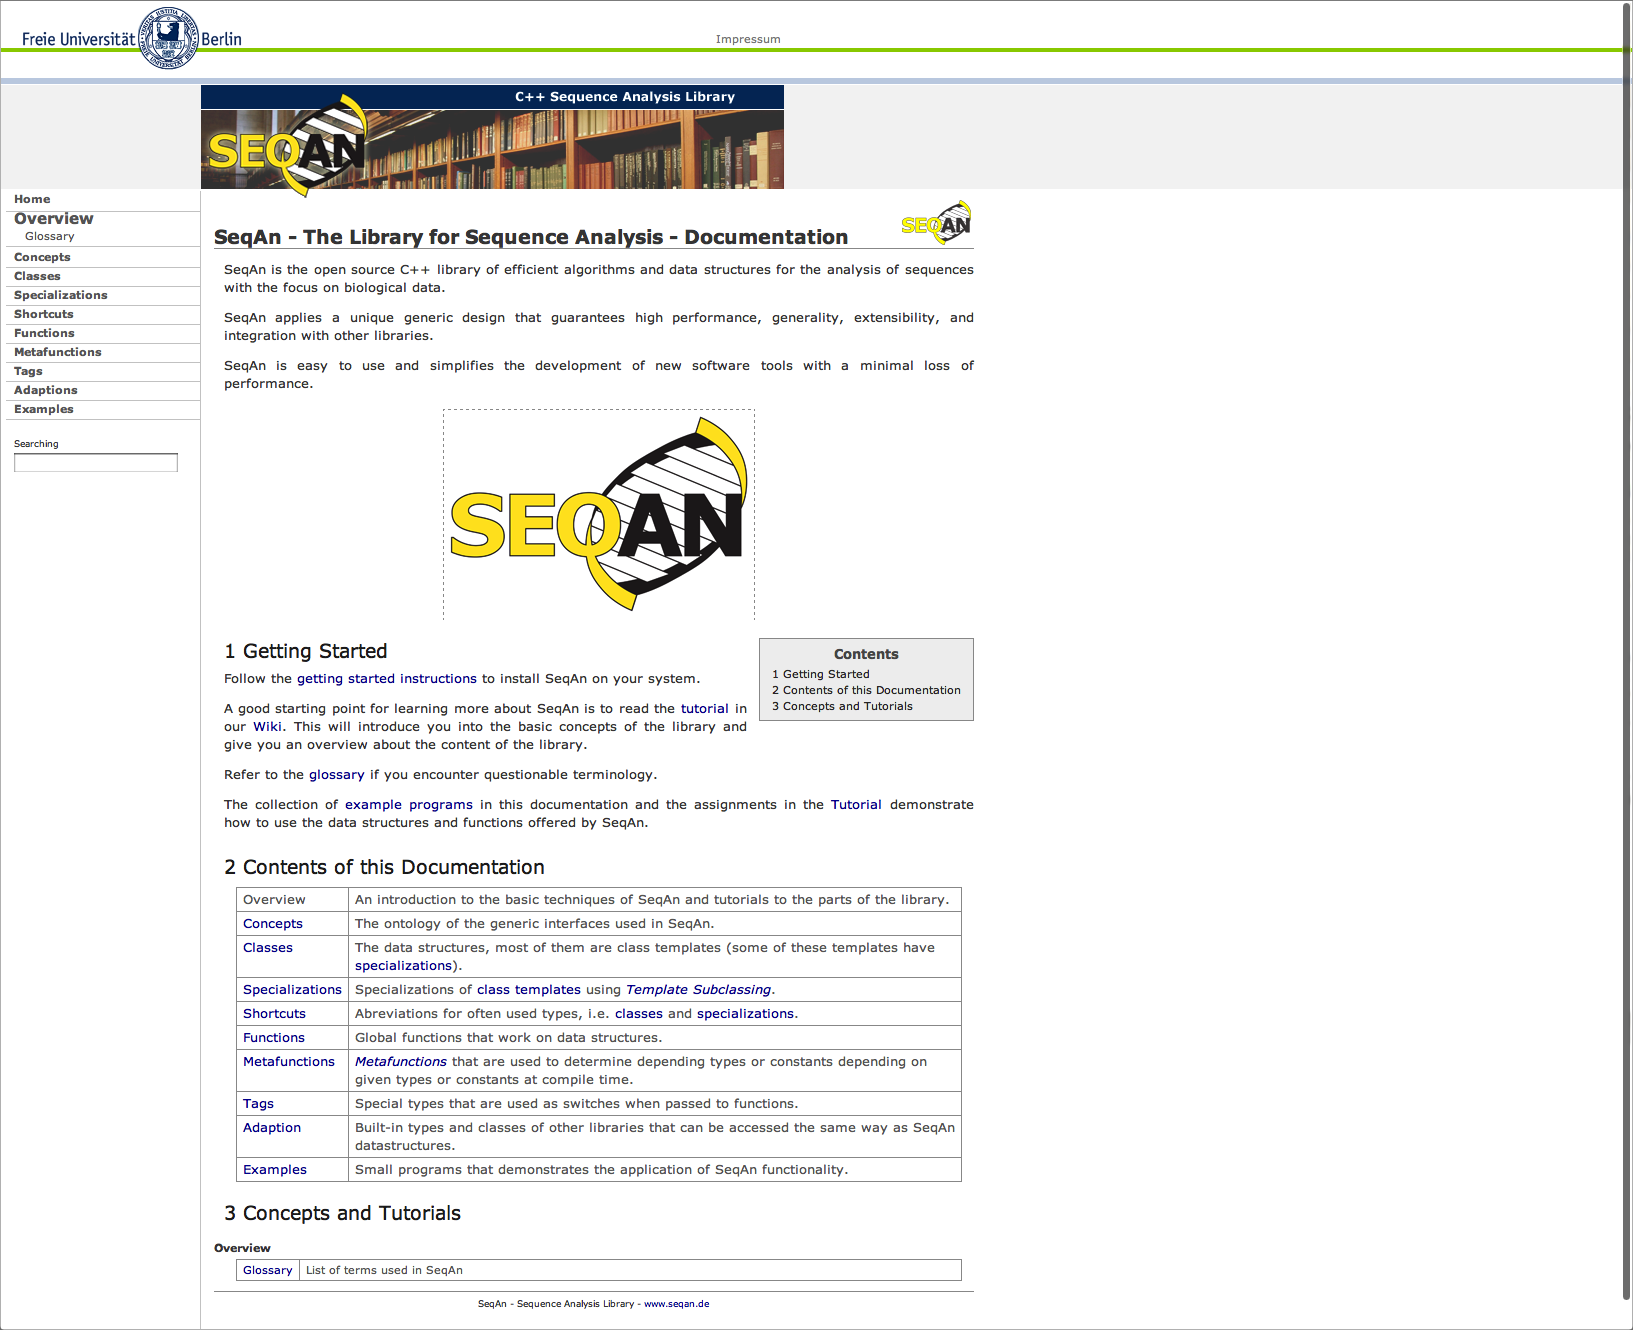 Freie Universität Berlin
Impressum
C++ Sequence Analysis Library
SEQAN
Home
Overview
Glossary
Concepts
Classes
Specializations
Shortcuts
Functions
Metafunctions
Tags
Adaptions
Examples
Searching
SeqAn - The Library for Sequence Analysis - Documentation
SEQAN
SeqAn is the open source C++ library of efficient algorithms and data structures for the analysis of sequences
with the focus on biological data.
SeqAn applies a unique generic design that guarantees high performance, generality, extensibility, and
integration with other libraries.
SeqAn is easy to use and simplifies the development of new software tools with a minimal loss of
performance.
SEQAN
1 Getting Started
Follow the getting started instructions to install SeqAn on your system.
A good starting point for learning more about SeqAn is to read the tutorial in
our Wiki. This will introduce you into the basic concepts of the library and
give you an overview about the content of the library.
Refer to the glossary if you encounter questionable terminology.
The collection of example programs in this documentation and the assignments in the Tutorial demonstrate
how to use the data structures and functions offered by SeqAn.
Contents
1 Getting Started
2 Contents of this Documentation
3 Concepts and Tutorials
2 Contents of this Documentation
Overview An introduction to the basic techniques of SeqAn and tutorials to the parts of the library.
Concepts The ontology of the generic interfaces used in SeqAn.
Classes The data structures, most of them are class templates (some of these templates have
specializations).
Specializations Specializations of class templates using Template Subclassing.
Shortcuts Abreviations for often used types, i.e. classes and specializations.
Functions Global functions that work on data structures.
Metafunctions Metafunctions that are used to determine depending types or constants depending on
given types or constants at compile time.
Tags Special types that are used as switches when passed to functions.
Adaption Built-in types and classes of other libraries that can be accessed the same way as SeqAn
datastructures.
Examples Small programs that demonstrates the application of SeqAn functionality.
3 Concepts and Tutorials
Overview
Glossary List of terms used in SeqAn
SeqAn - Sequence Analysis Library - www.seqan.de